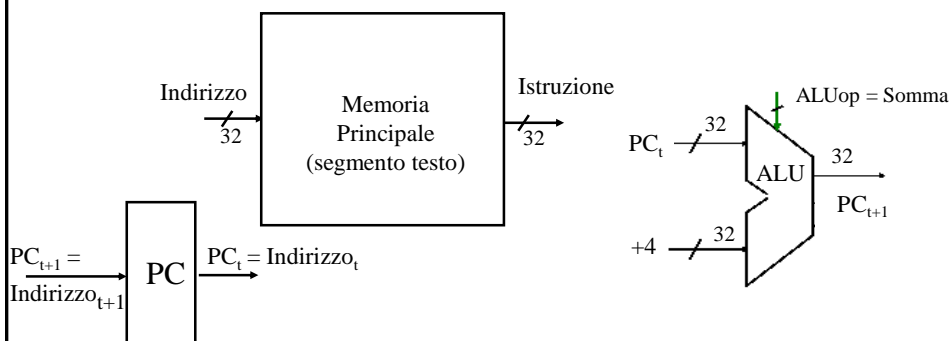 Indirizzo
32
Memoria
Principale
(segmento testo)
Istruzione
32
PCt+1 =
Indirizzot+1
PC
PCt = Indirizzot
ALUop = Somma
PCt
32
ALU
32
PCt+1
+4
32